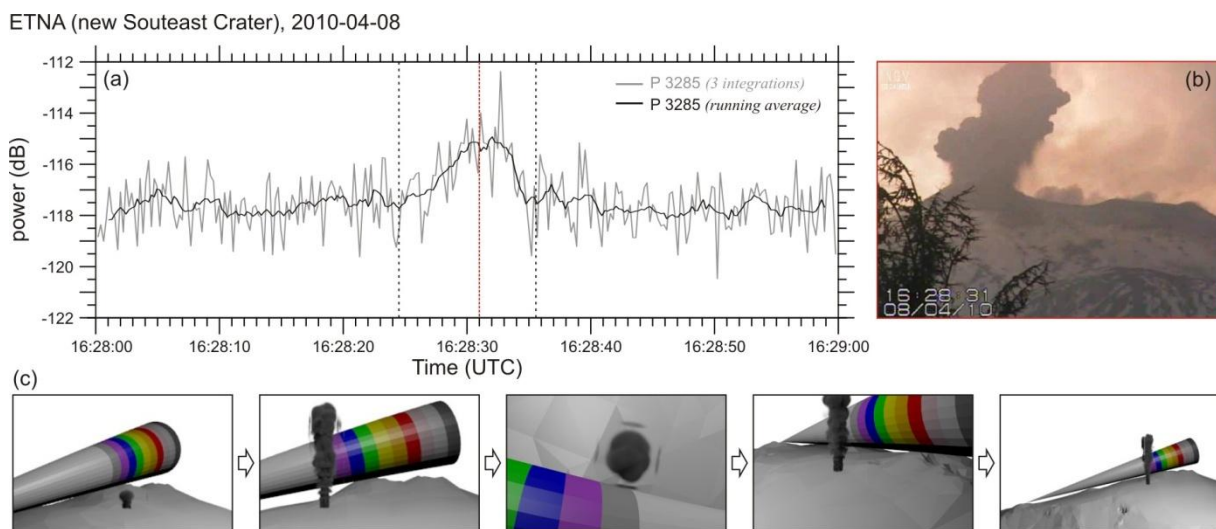 ETNA (new Souteast Crater), 2010-04-08
(a)
P 3285 (3 integrations)
P 3285 (running average)
power (dB)
-112
-114
-116
-118
-120
-122
16:28:00
16:28:10
16:28:20
16:28:30
16:28:40
16:28:50
16:29:00
Time (UTC)
(b)
16:28 31
08/04/10
(c)